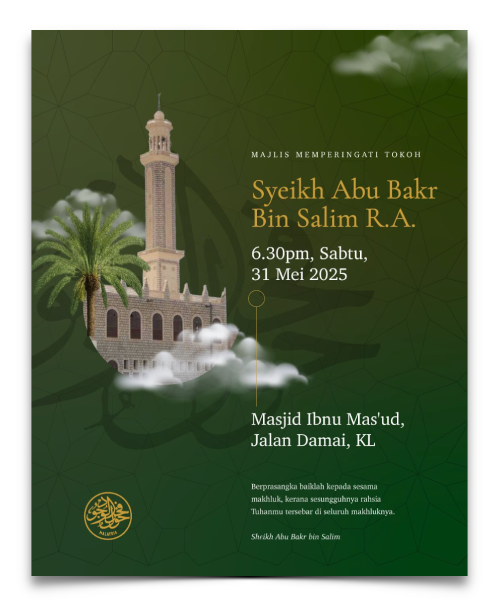 MAJLIS MEMPERINGATI TOKOH
Syeikh Abu Bakr
Bin Salim R.A.
6.30pm, Sabtu,
31 Mei 2025
Masjid Ibnu Mas'ud,
Jalan Damai, KL
Berprasangka baiklah kepada sesama
makhluk, kerana sesungguhnya rahsia
Tuhanmu tersebar di seluruh makhluknya.
Sheikh Abu Bakr bin Salim
MALAYSIA